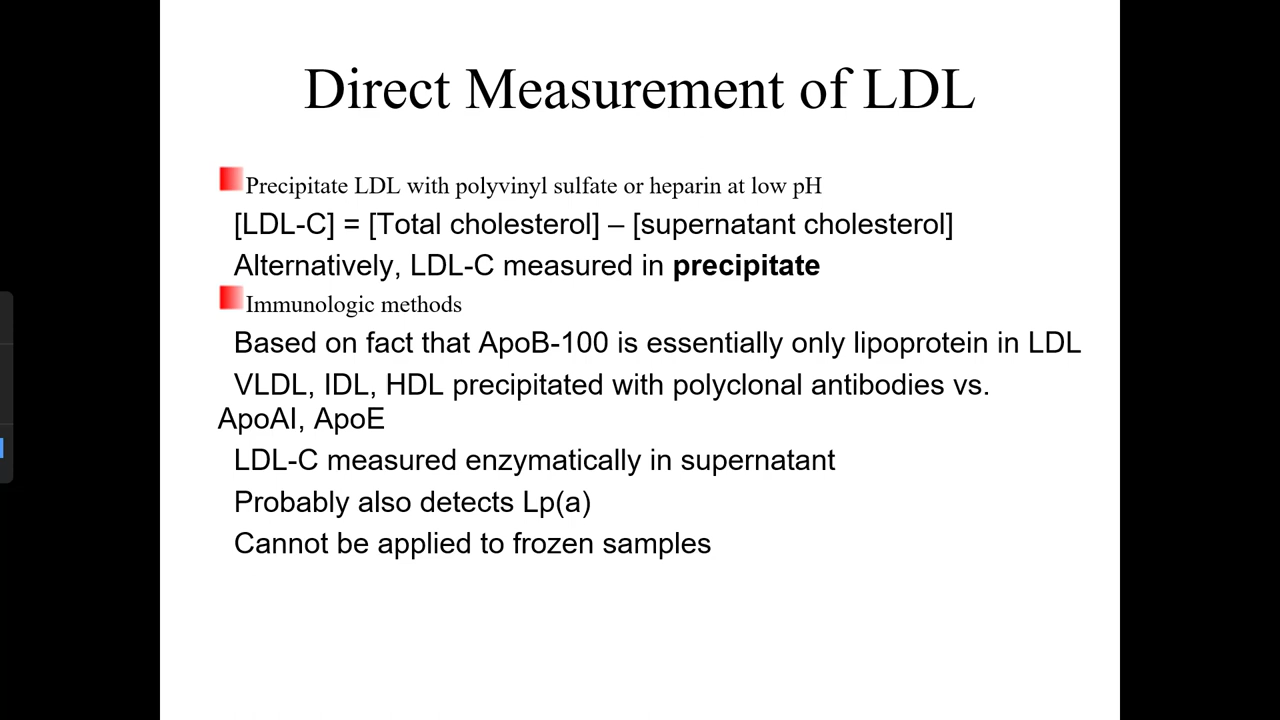 Direct Measurement of LDL
Precipitate LDL with polyvinyl sulfate or heparin at low pH
[LDL-C] = [Total cholesterol] – [supernatant cholesterol]
Alternatively, LDL-C measured in precipitate
Immunologic methods
Based on fact that ApoB-100 is essentially only lipoprotein in LDL
VLDL, IDL, HDL precipitated with polyclonal antibodies vs.
ApoAI, ApoE
LDL-C measured enzymatically in supernatant
Probably also detects Lp(a)
Cannot be applied to frozen samples